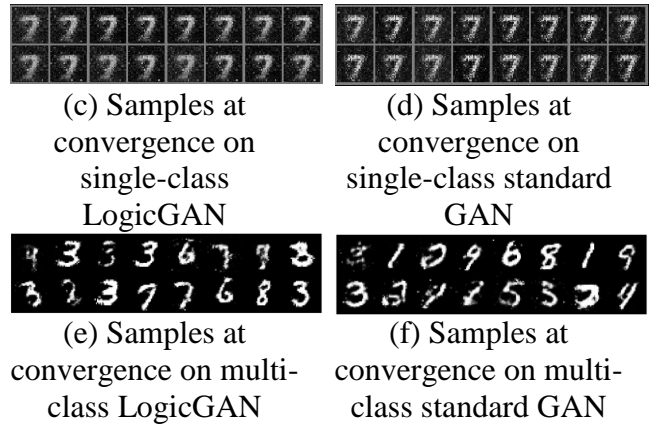 (c) Samples at
convergence on
single-class
LogicGAN
(d) Samples at
convergence on
single-class standard
GAN
(e) Samples at
convergence on multi-
class LogicGAN
(f) Samples at
convergence on multi-
class standard GAN